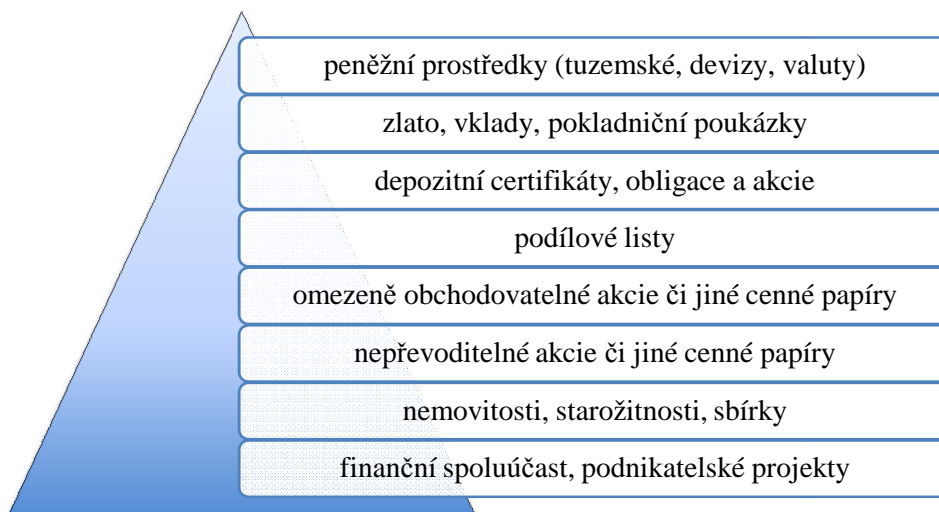 peněžní prostředky (tuzemské, devizy, valuty)
zlato, vklady, pokladniční poukázky
depozitní certifikáty, obligace a akcie
podílové listy
omezeně obchodovatelné akcie či jiné cenné papíry
nepřevoditelné akcie či jiné cenné papíry
nemovitosti, starožitnosti, sbírky
finanční spoluúčast, podnikatelské projekty